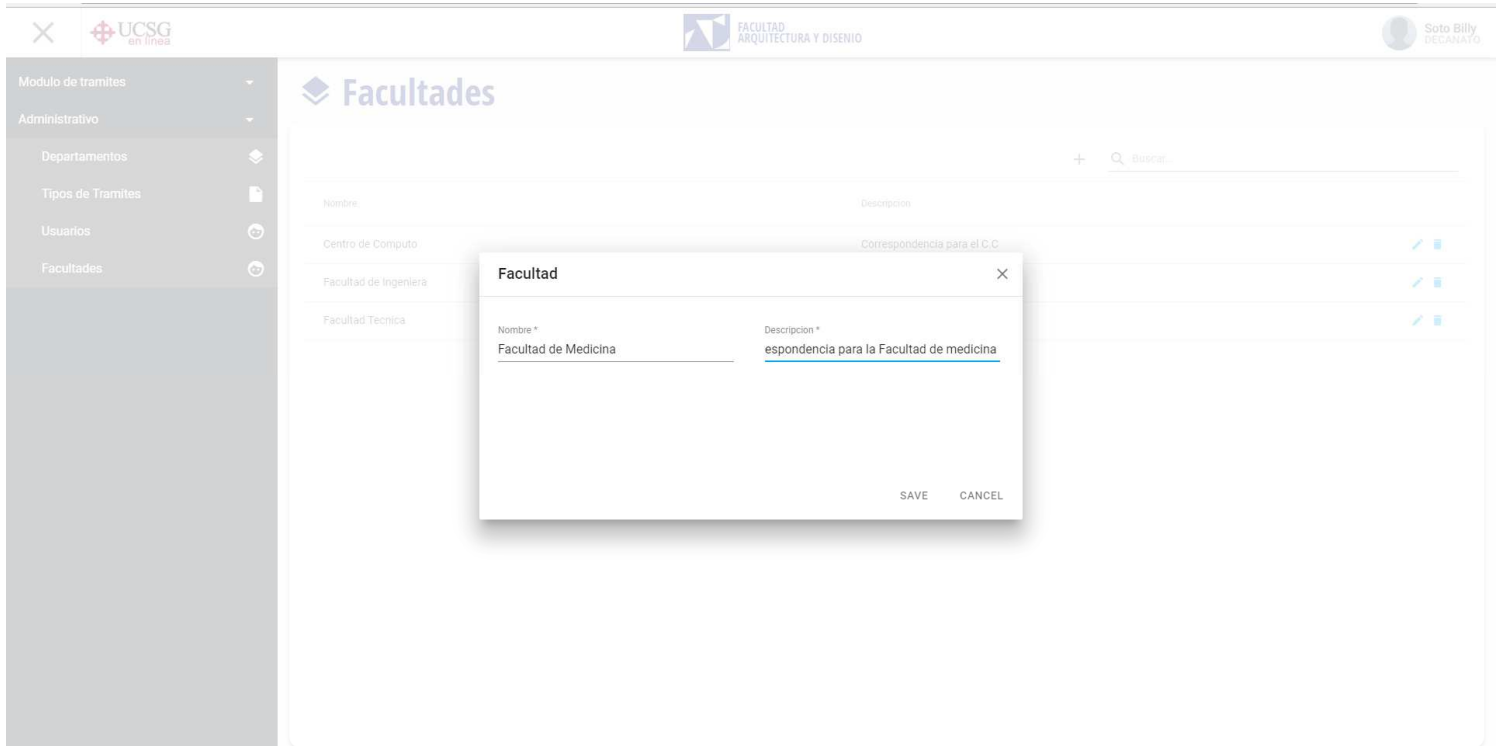 UCSG
en línea
FACULTAD
ARQUITECTURA Y DISENIO
Soto Billy
DECANATO
Modulo de tramites
Administrativo
Departamentos
Tipos de Tramites
Usuarios
Facultades
Facultades
Buscar...
Nombre
Descripcion
Centro de Computo
Correspondencia para el C.C
Facultad de Ingeniera
Facultad Tecnica
Facultad
Nombre *
Descripcion *
Facultad de Medicina
espondencia para la Facultad de medicina
SAVE
CANCEL